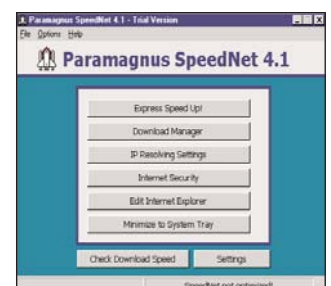 Paramagnus SpeedNet 4.1 - Trial Version
File Options Help
Paramagnus SpeedNet 4.1
Express Speed Up!
Download Manager
IP Resolving Settings
Internet Security
Edit Internet Explorer
Minimize to System Tray
Check Download Speed Settings
SpeedNet not optimized!